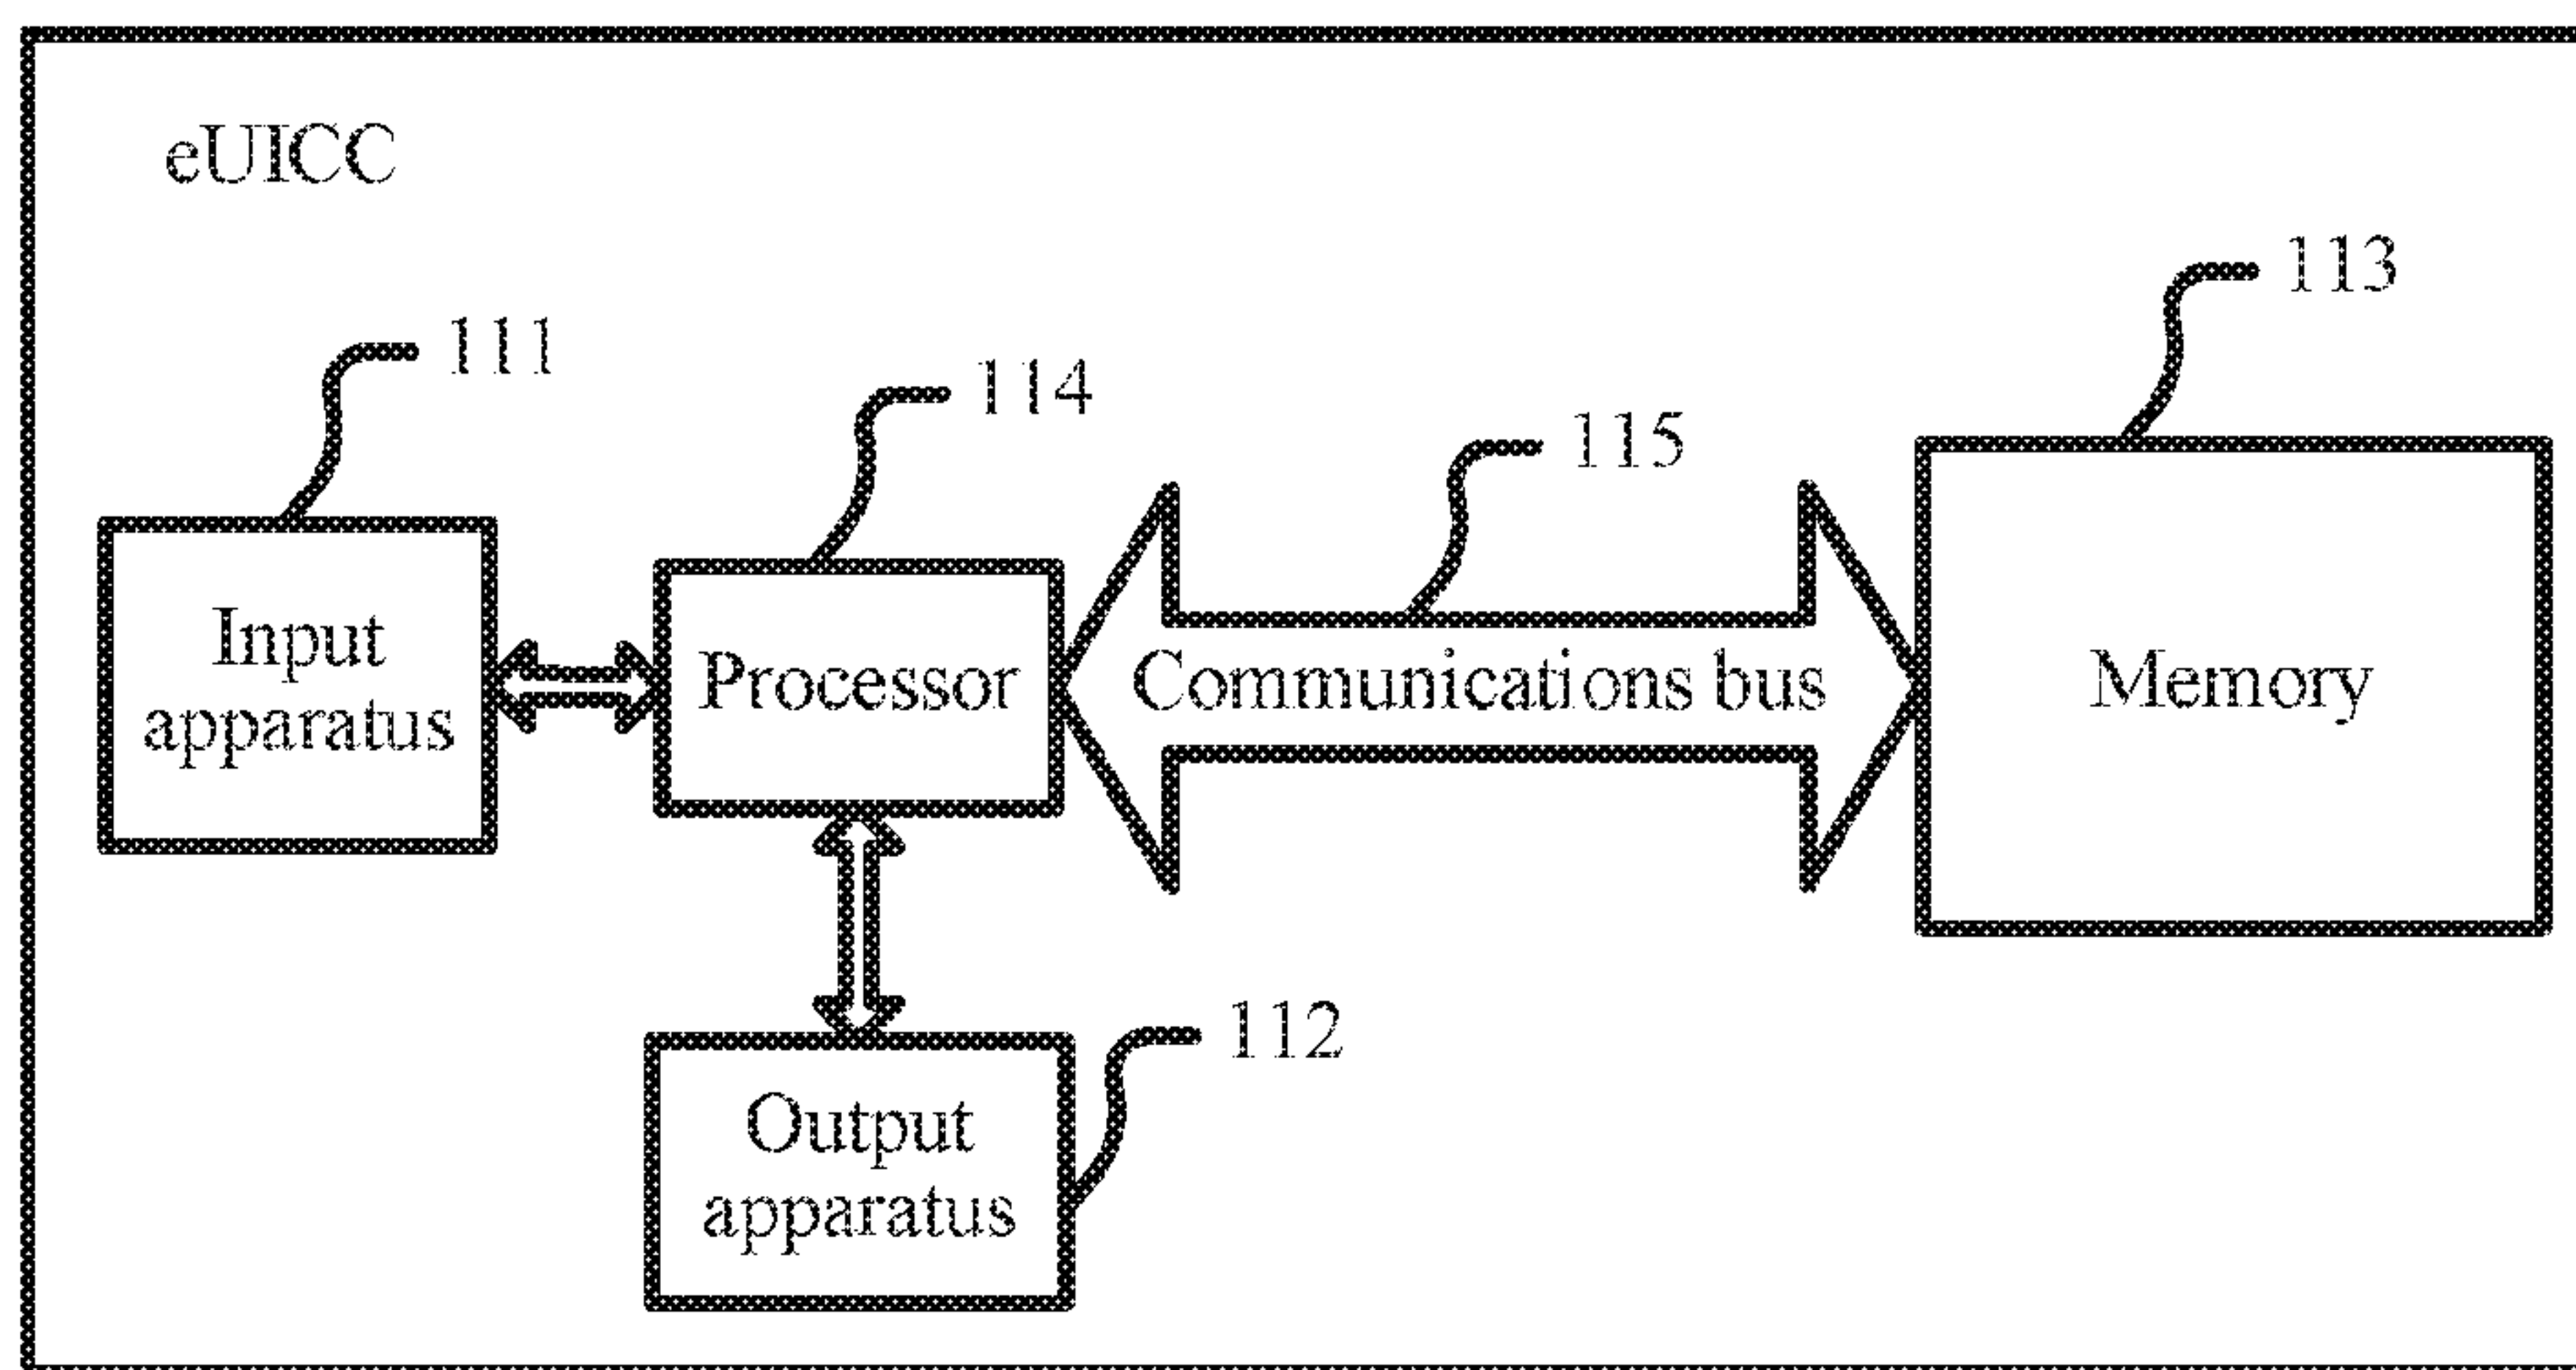 eUICC
113
111
114
115
Input
apparatus
Processor
Communications bus
Memory
112
Output
apparatus